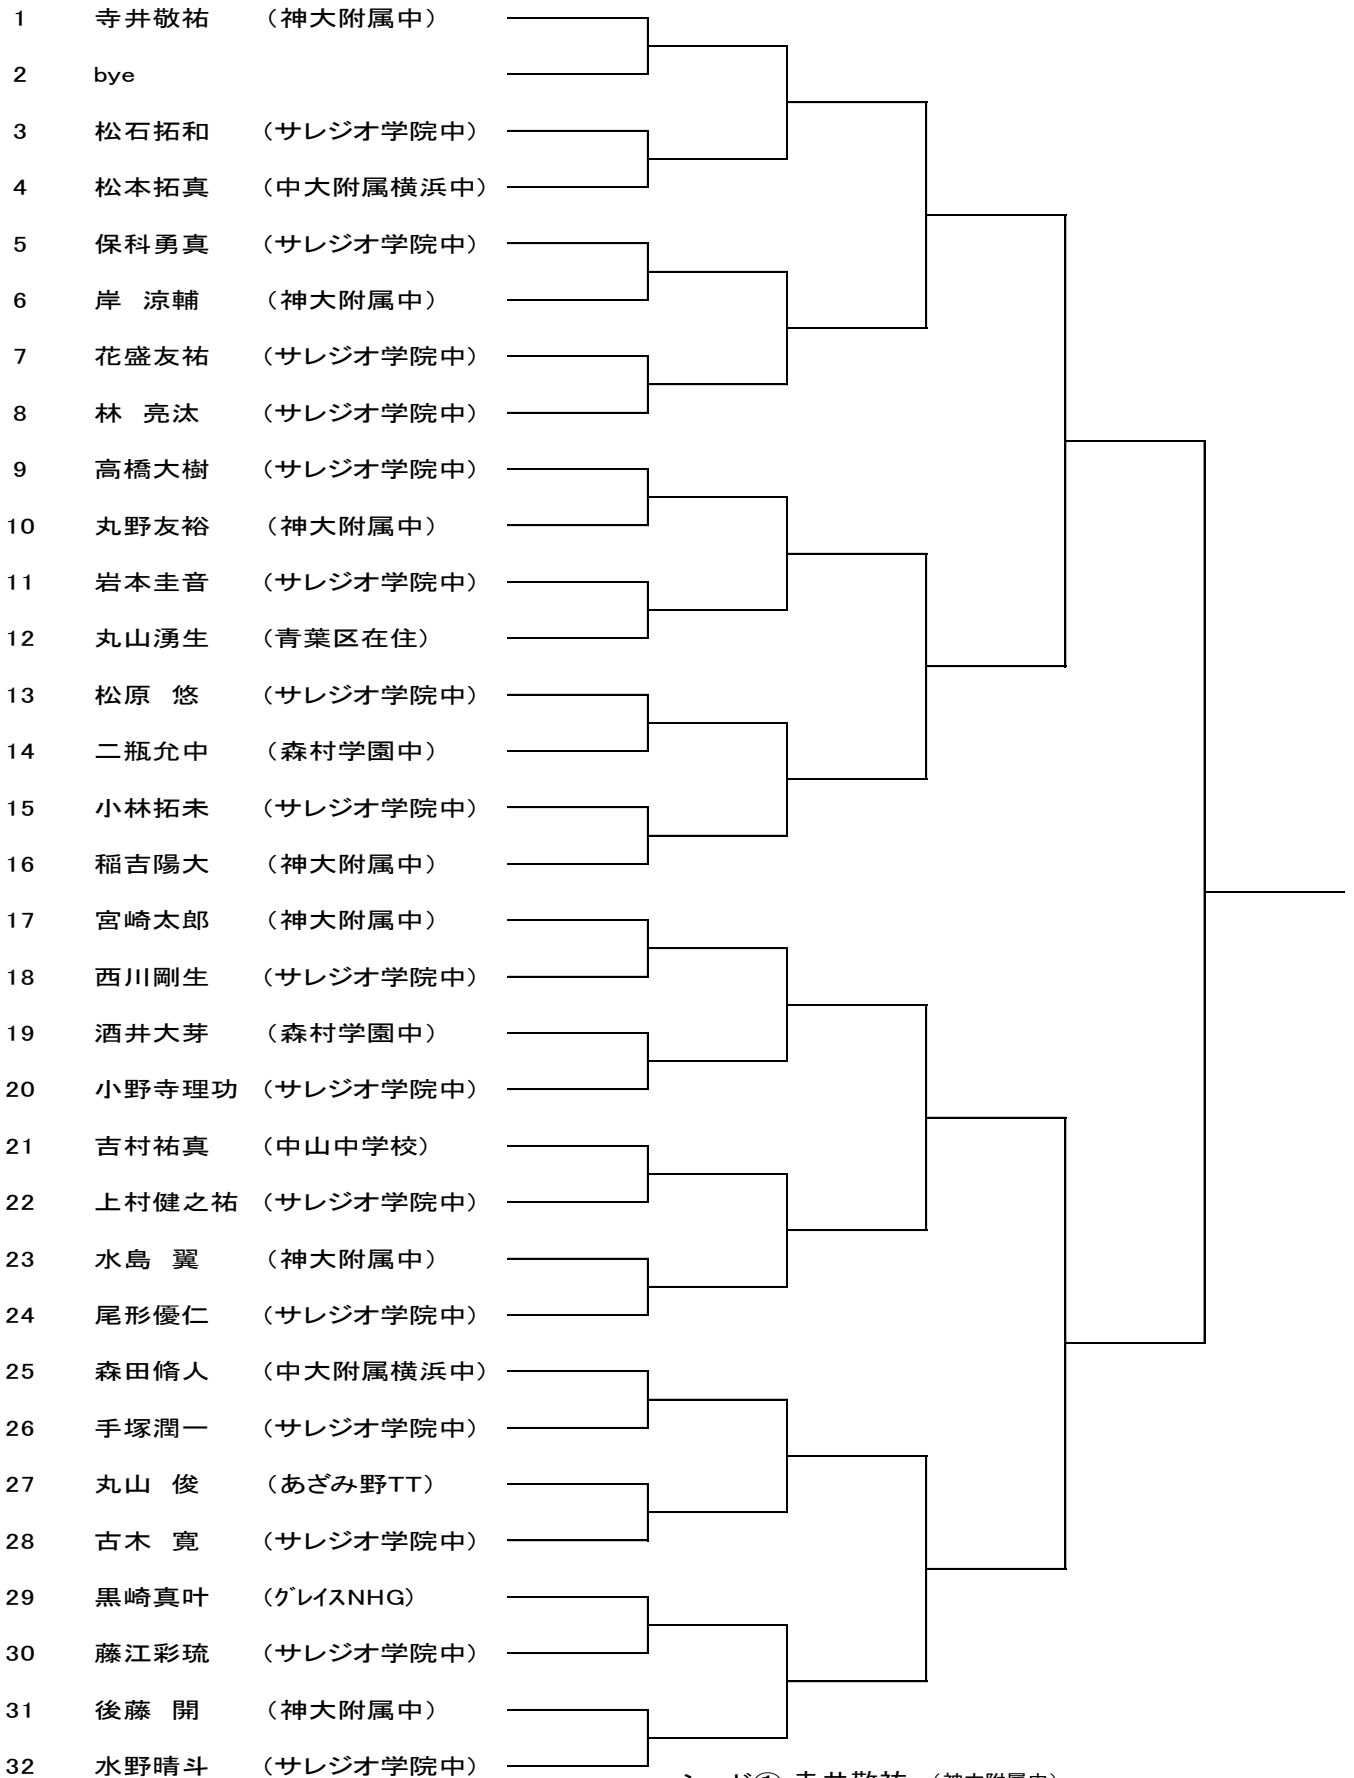 1 寺井敬祐 （神大附属中）
2 bye
3 松石拓和 （サレジオ学院中）
4 松本拓真 （中大附属横浜中）
5 保科勇真 （サレジオ学院中）
6 岸　涼輔 （神大附属中）
7 花盛友祐 （サレジオ学院中）
8 林　亮汰 （サレジオ学院中）
9 高橋大樹 （サレジオ学院中）
10 丸野友裕 （神大附属中）
11 岩本圭音 （サレジオ学院中）
12 丸山湧生 （青葉区在住）
13 松原　悠 （サレジオ学院中）
14 二瓶允中 （森村学園中）
15 小林拓未 （サレジオ学院中）
16 稲吉陽大 （神大附属中）
17 宮崎太郎 （神大附属中）
18 西川剛生 （サレジオ学院中）
19 酒井大芽 （森村学園中）
20 小野寺理功 （サレジオ学院中）
21 吉村祐真 （中山中学校）
22 上村健之祐 （サレジオ学院中）
23 水島　翼 （神大附属中）
24 尾形優仁 （サレジオ学院中）
25 森田脩人 （中大附属横浜中）
26 手塚潤一 （サレジオ学院中）
27 丸山　俊 （あざみ野TT）
28 古木　寛 （サレジオ学院中）
29 黒崎真叶 （ｸﾞﾚｲｽNHG）
30 藤江彩琉 （サレジオ学院中）
31 後藤　開 （神大附属中）
32 水野晴斗 （サレジオ学院中）